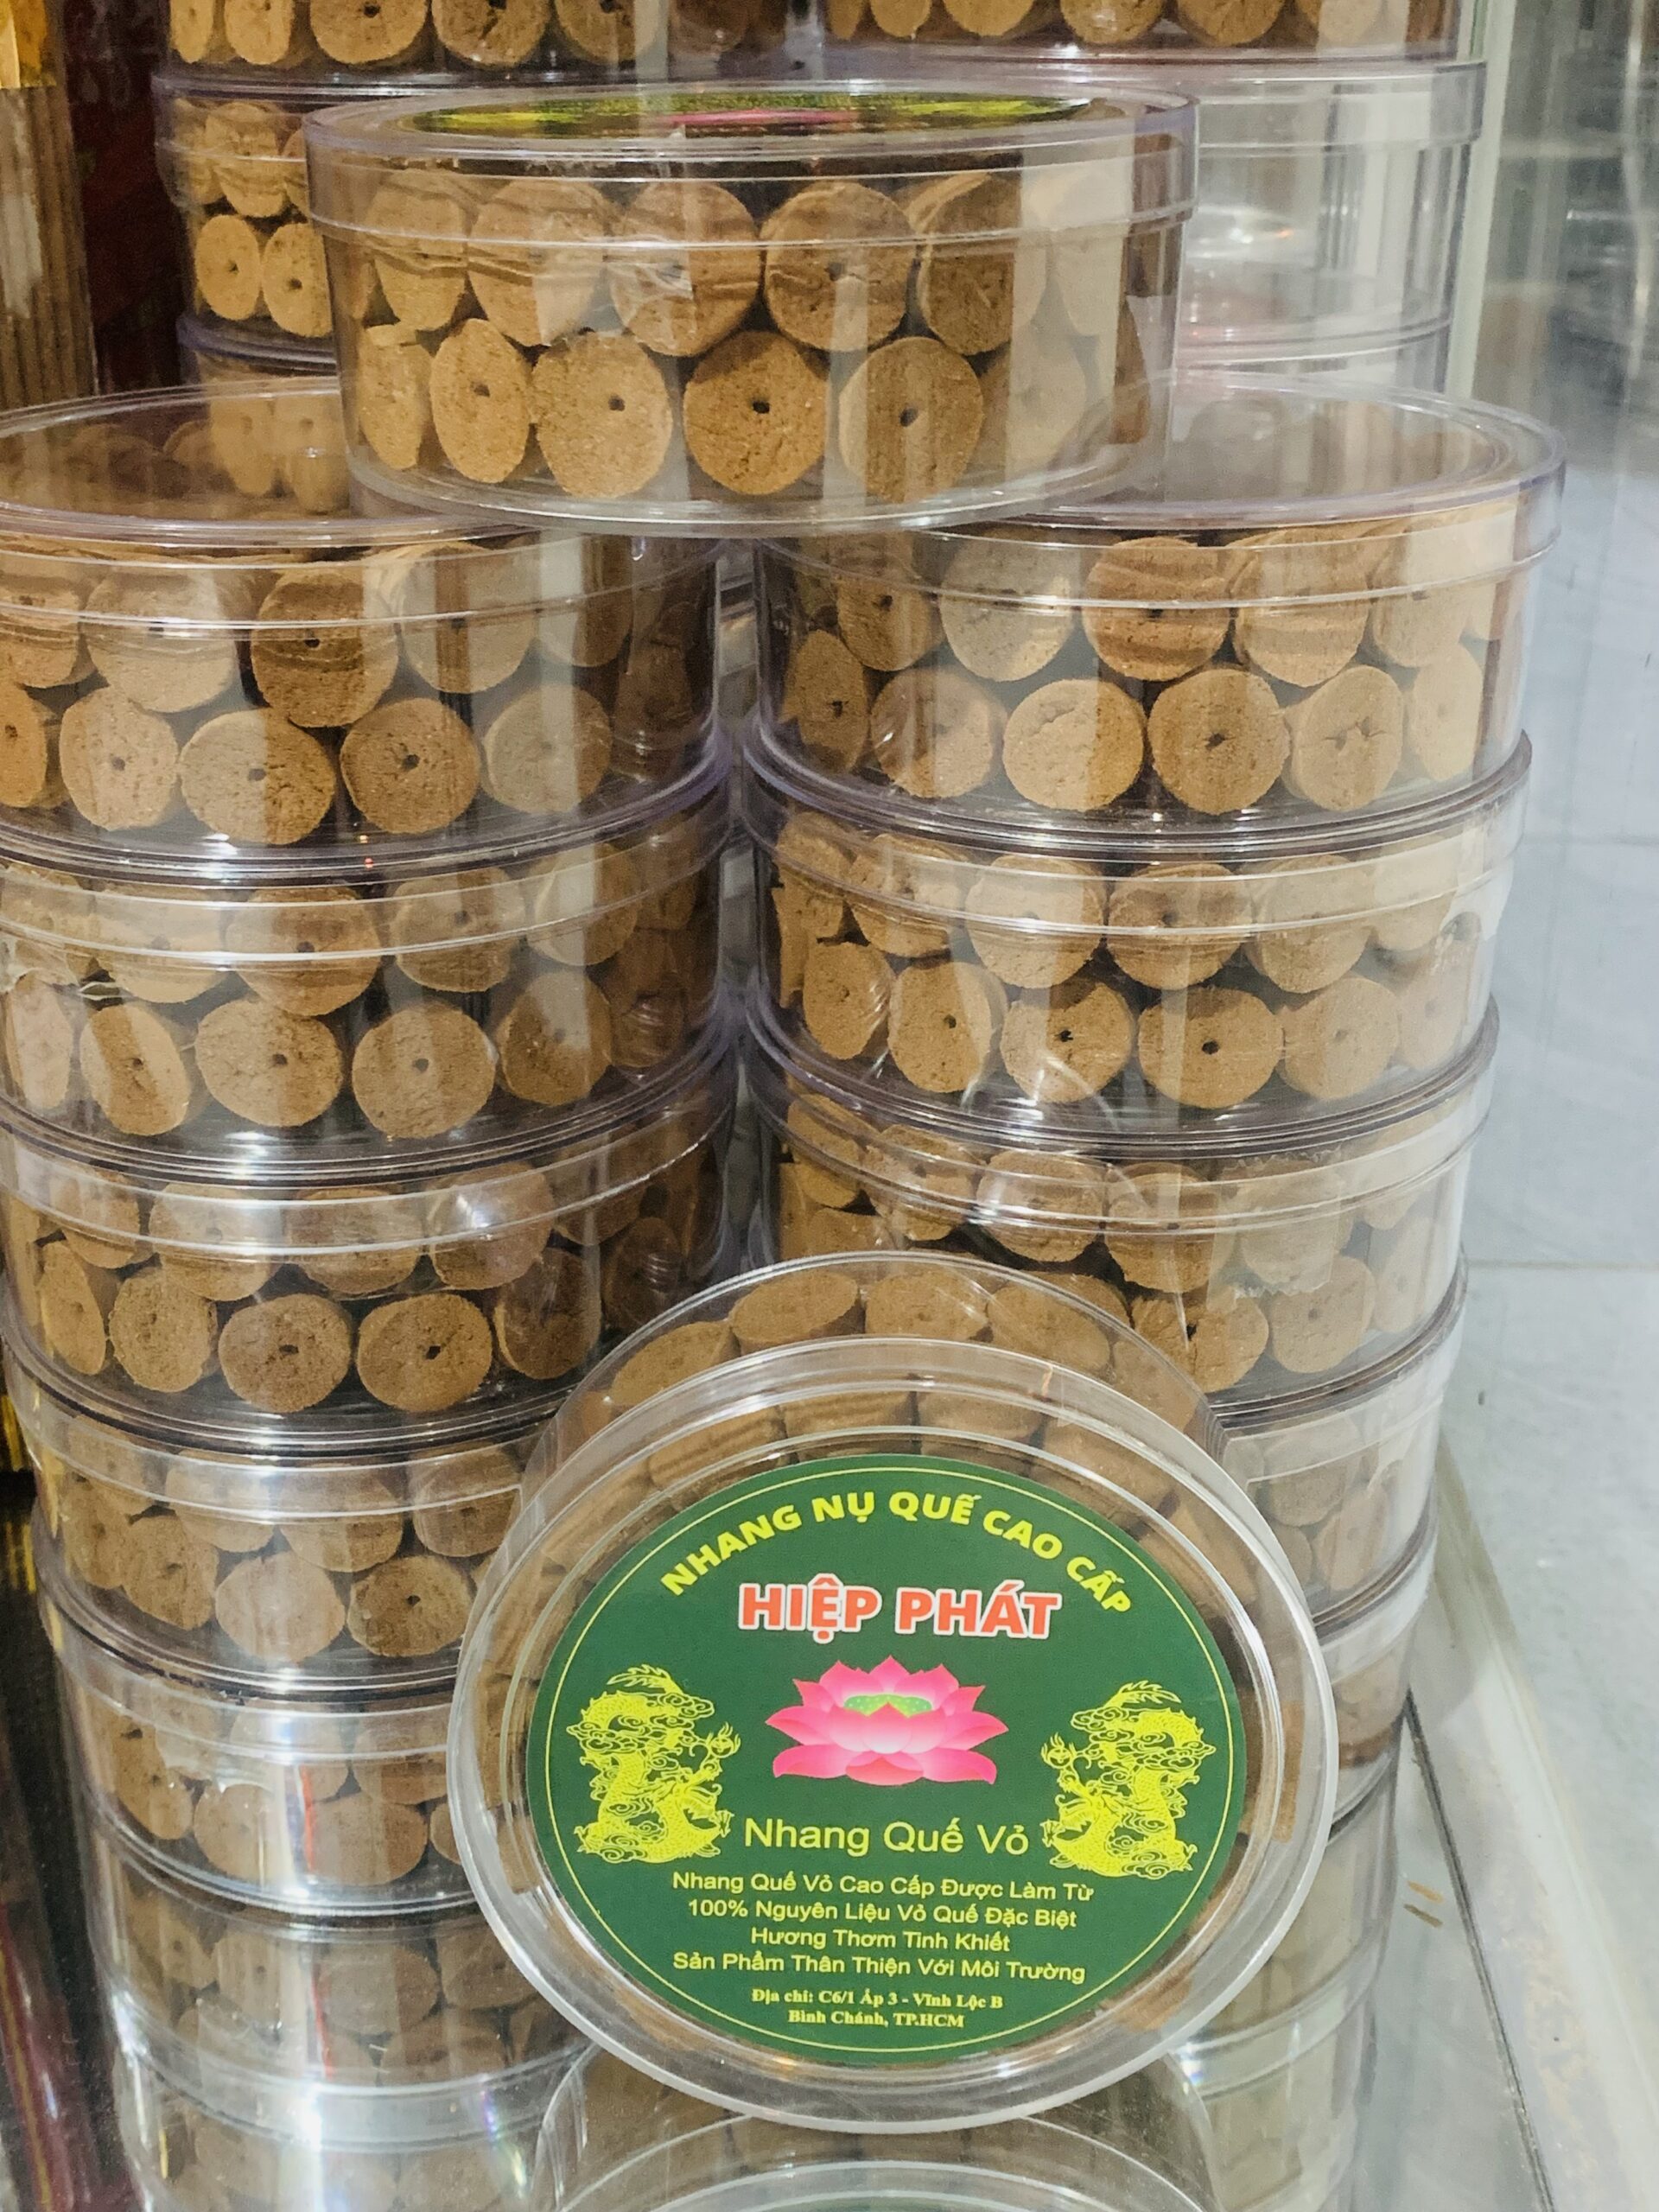 NHANG NỤ QUẾ CAO CẤP
HIỆP PHÁT
Nhang Quế Vỏ
Nhang Quế Vỏ Cao Cấp Được Làm Từ
100% Nguyên Liệu Vỏ Quế Đặc Biệt
Hương Thơm Tinh Khiết
Sản Phẩm Thân Thiện Với Môi Trường
Địa chỉ: C6/1 Ấp 3 - Vĩnh Lộc B
Bình Chánh, TP.HCM